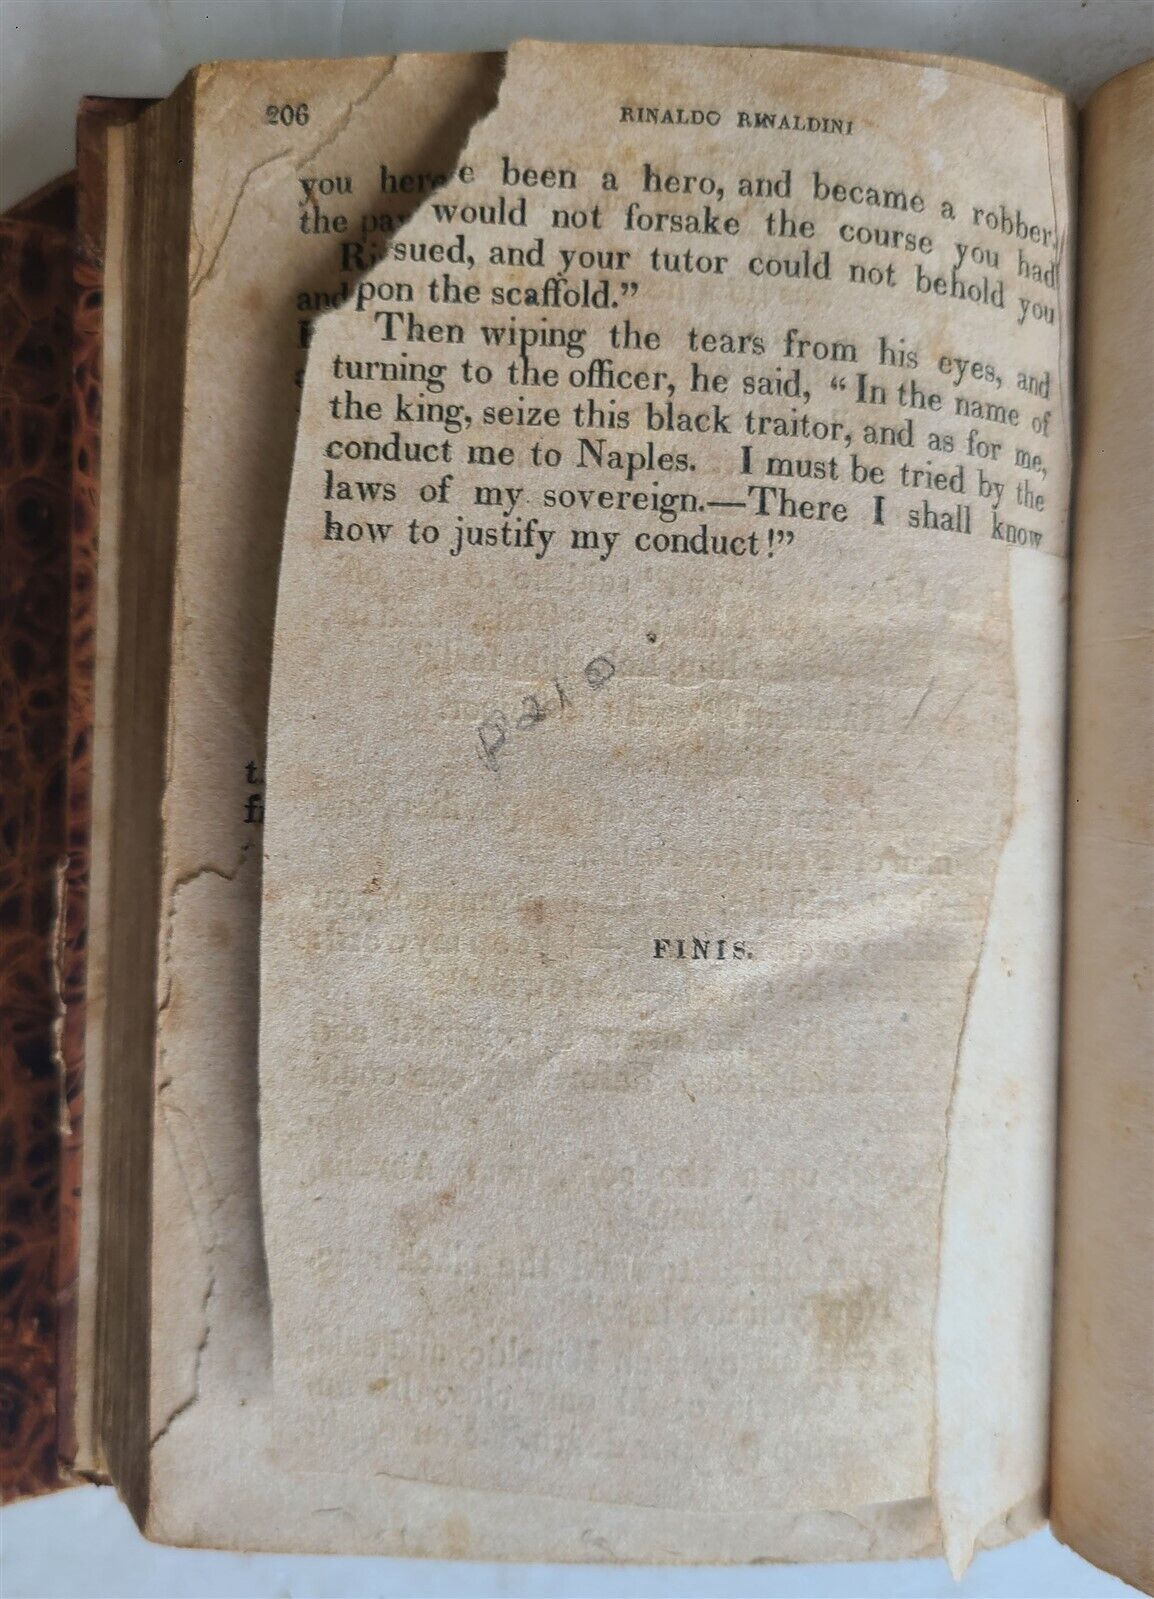 206 RINALDO RINALDINI
you here e been a hero, and became a robber,
the pa would not forsake the course you had
Ri sued, and your tutor could not behold you
and pon the scaffold.”
Then wiping the tears from his eyes, and
turning to the officer, he said, “In the name of
the king, seize this black traitor, and as for me,
conduct me to Naples. I must be tried by the
laws of my sovereign.—There I shall know
how to justify my conduct!”
FINIS.